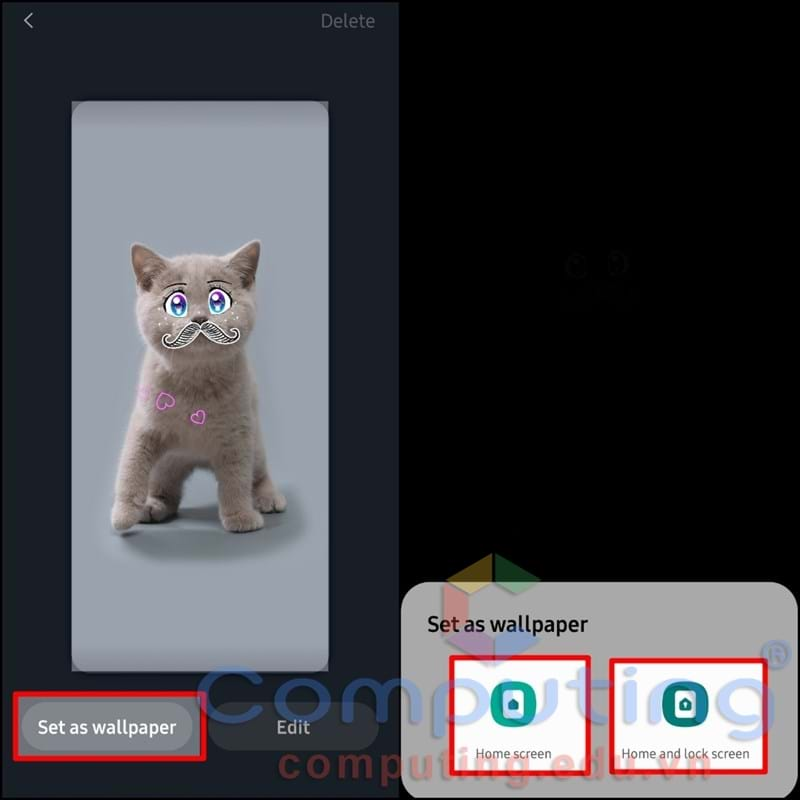 Delete
Set as wallpaper
Edit
Set as wallpaper
Home screen
Home and lock screen
Computing®
computing.edu.vn